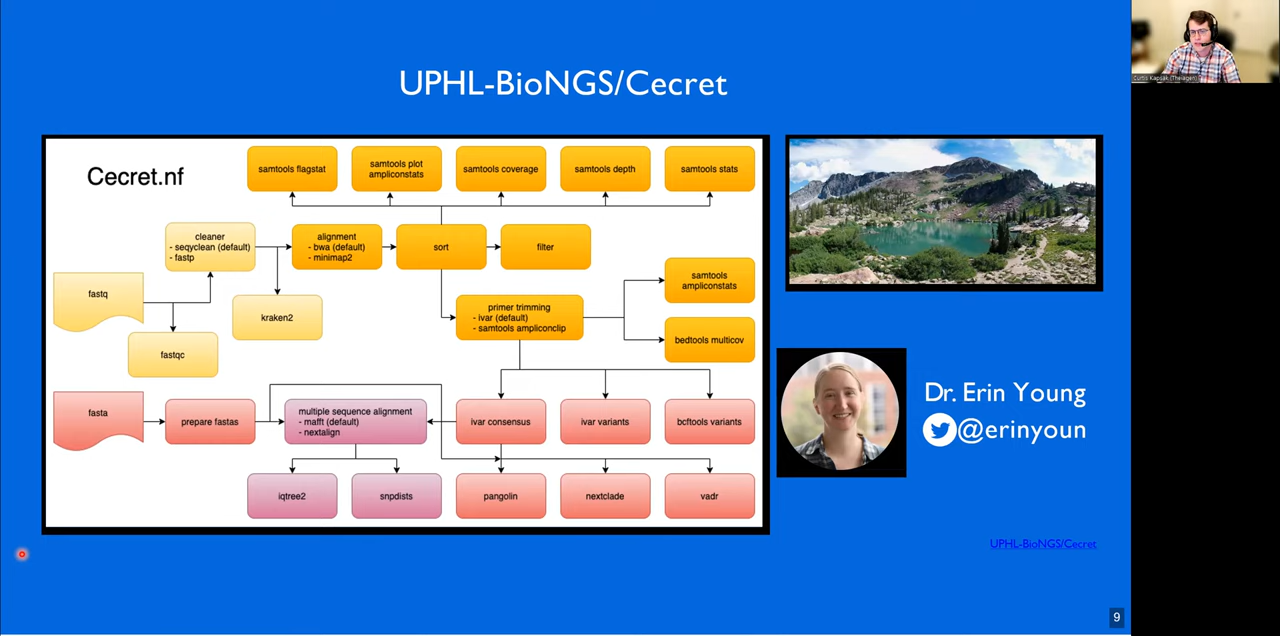 UPHL-BioNGS/Cecret
Cecret.nf
samtools flagstat
samtools plot
ampliconstats
samtools coverage
samtools depth
samtools stats
cleaner
- seqyclean (default)
- fastp
alignment
- bwa (default)
- minimap2
sort
filter
fastq
kraken2
fastqc
primer trimming
- ivar (default)
- samtools ampliconclip
samtools
ampliconstats
bedtools multicov
fasta
prepare fastas
multiple sequence alignment
- mafft (default)
- nextalign
ivar consensus
ivar variants
bcftools variants
iqtree2
snpdists
pangolin
nextclade
vadr
Dr. Erin Young
@erinyoun
UPHL-BioNGS/Cecret
9
Curtis Kapsak (Theiagen)